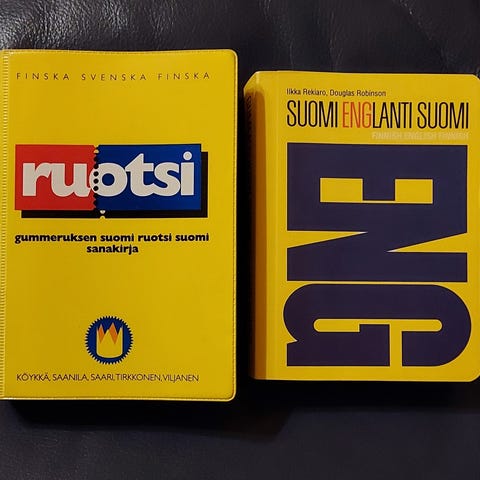 FINSKA SVENSKA FINSKA
ruotsi
gummeruksen suomi ruotsi suomi
sanakirja
KÖYKKÄ, SAANILA, SAARI, TIRKKONEN, VILJANEN
Ilkka Rekiaro, Douglas Robinson
SUOMI ENGLANTI SUOMI
FINNISH ENGLISH FINNISH
ENG